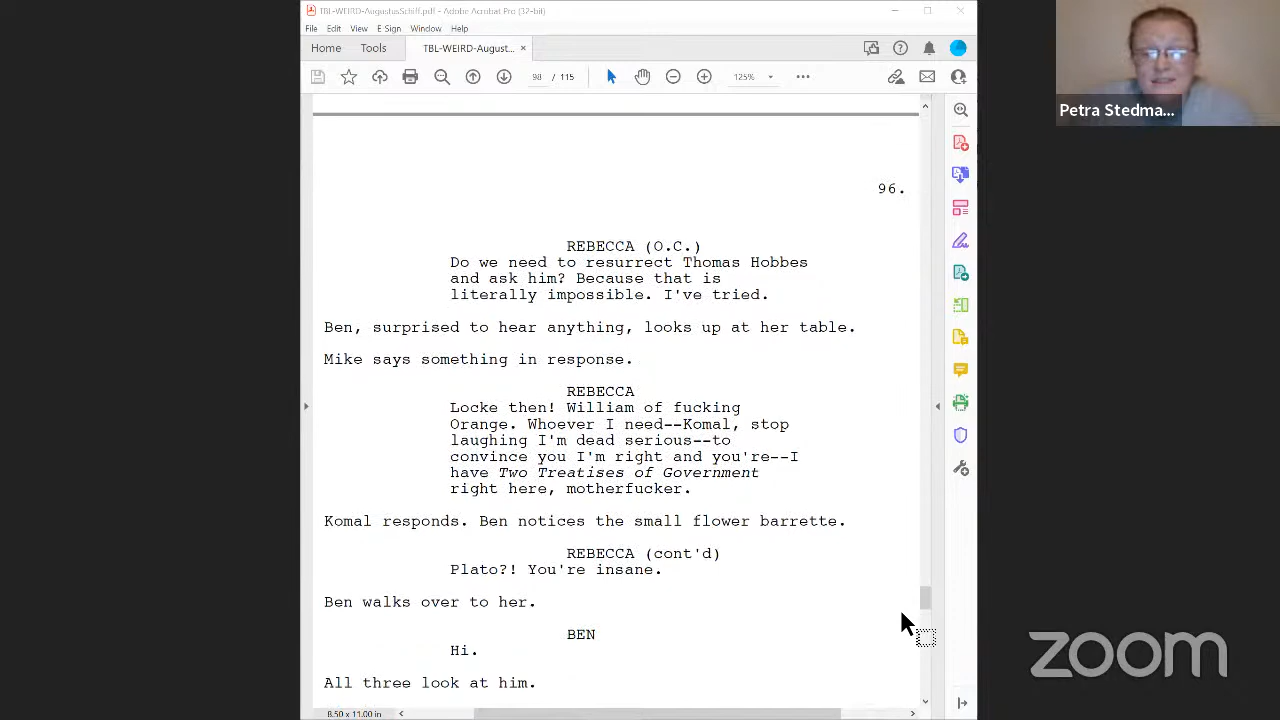 TBL-WEIRD-AugustusSchiff.pdf - Adobe Acrobat Pro (32-bit)
File Edit View E Sign Window Help
Home Tools TBL-WEIRD-August... ×
98 / 115 125%
96.
REBECCA (O.C.)
Do we need to resurrect Thomas Hobbes
and ask him? Because that is
literally impossible. I've tried.
Ben, surprised to hear anything, looks up at her table.
Mike says something in response.
REBECCA
Locke then! William of fucking
Orange. Whoever I need--Komal, stop
laughing I'm dead serious--to
convince you I'm right and you're--I
have Two Treatises of Government
right here, motherfucker.
Komal responds. Ben notices the small flower barrette.
REBECCA (cont'd)
Plato?! You're insane.
Ben walks over to her.
BEN
Hi.
All three look at him.
8.50 x 11.00 in
Petra Stedma...
zoom